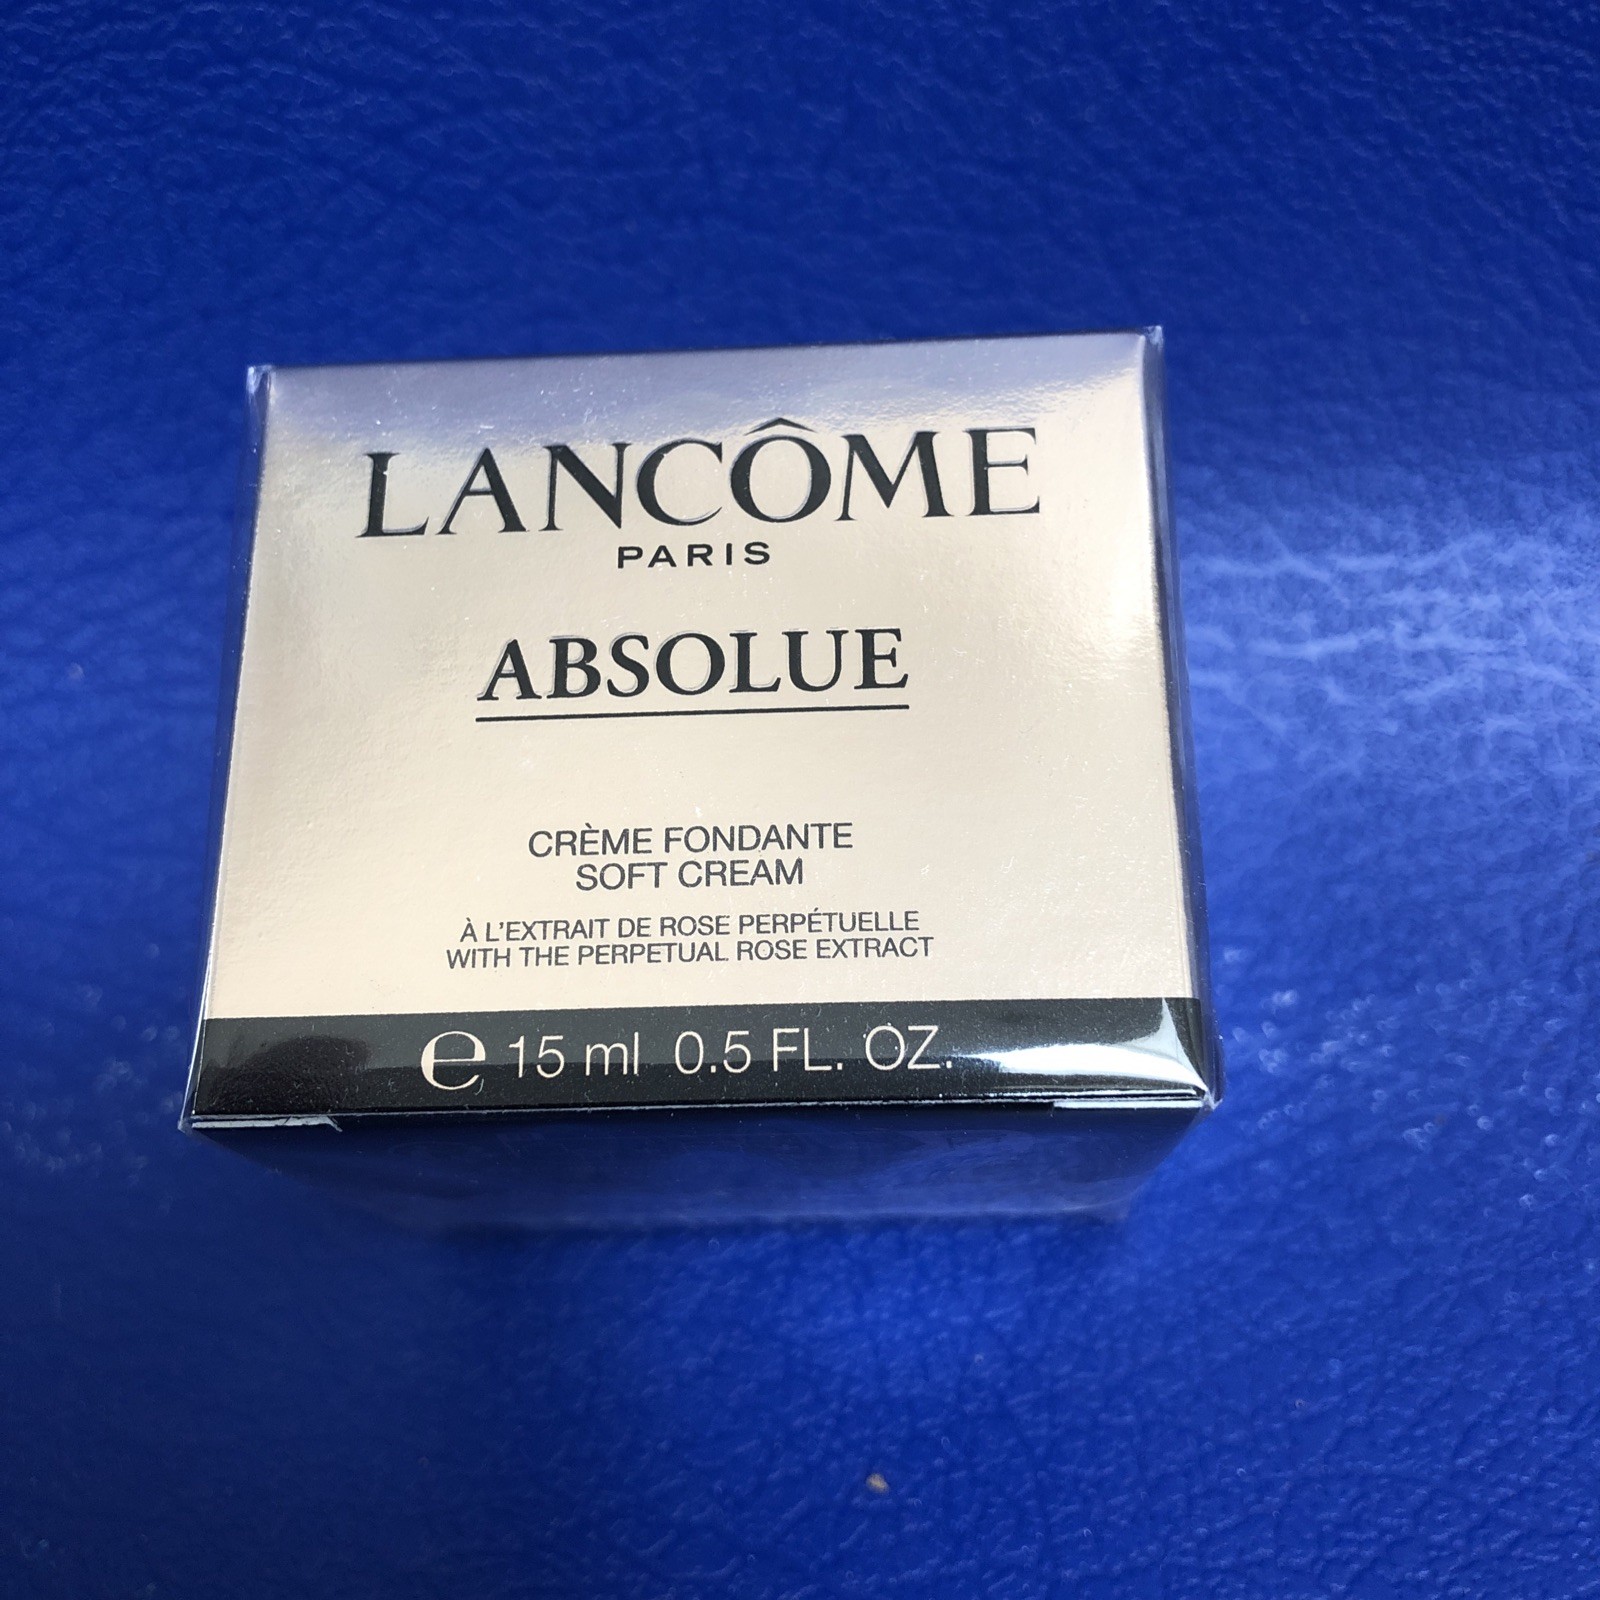 LANCÔME
PARIS
ABSOLUE
CRÈME FONDANTE
SOFT CREAM
À L'EXTRAIT DE ROSE PERPÉTUELLE
WITH THE PERPETUAL ROSE EXTRACT
℮ 15 ml 0.5 FL. OZ.